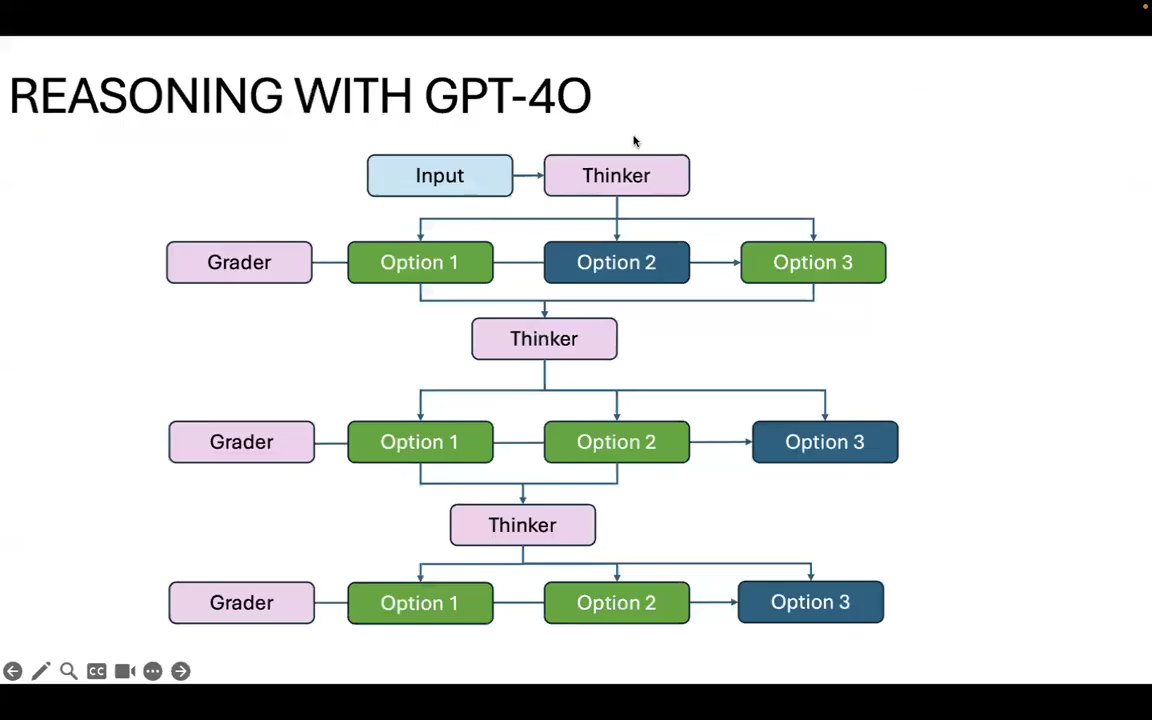 REASONING WITH GPT-4O
Input
Thinker
Grader
Option 1
Option 2
Option 3
Thinker
Grader
Option 1
Option 2
Option 3
Thinker
Grader
Option 1
Option 2
Option 3
CC